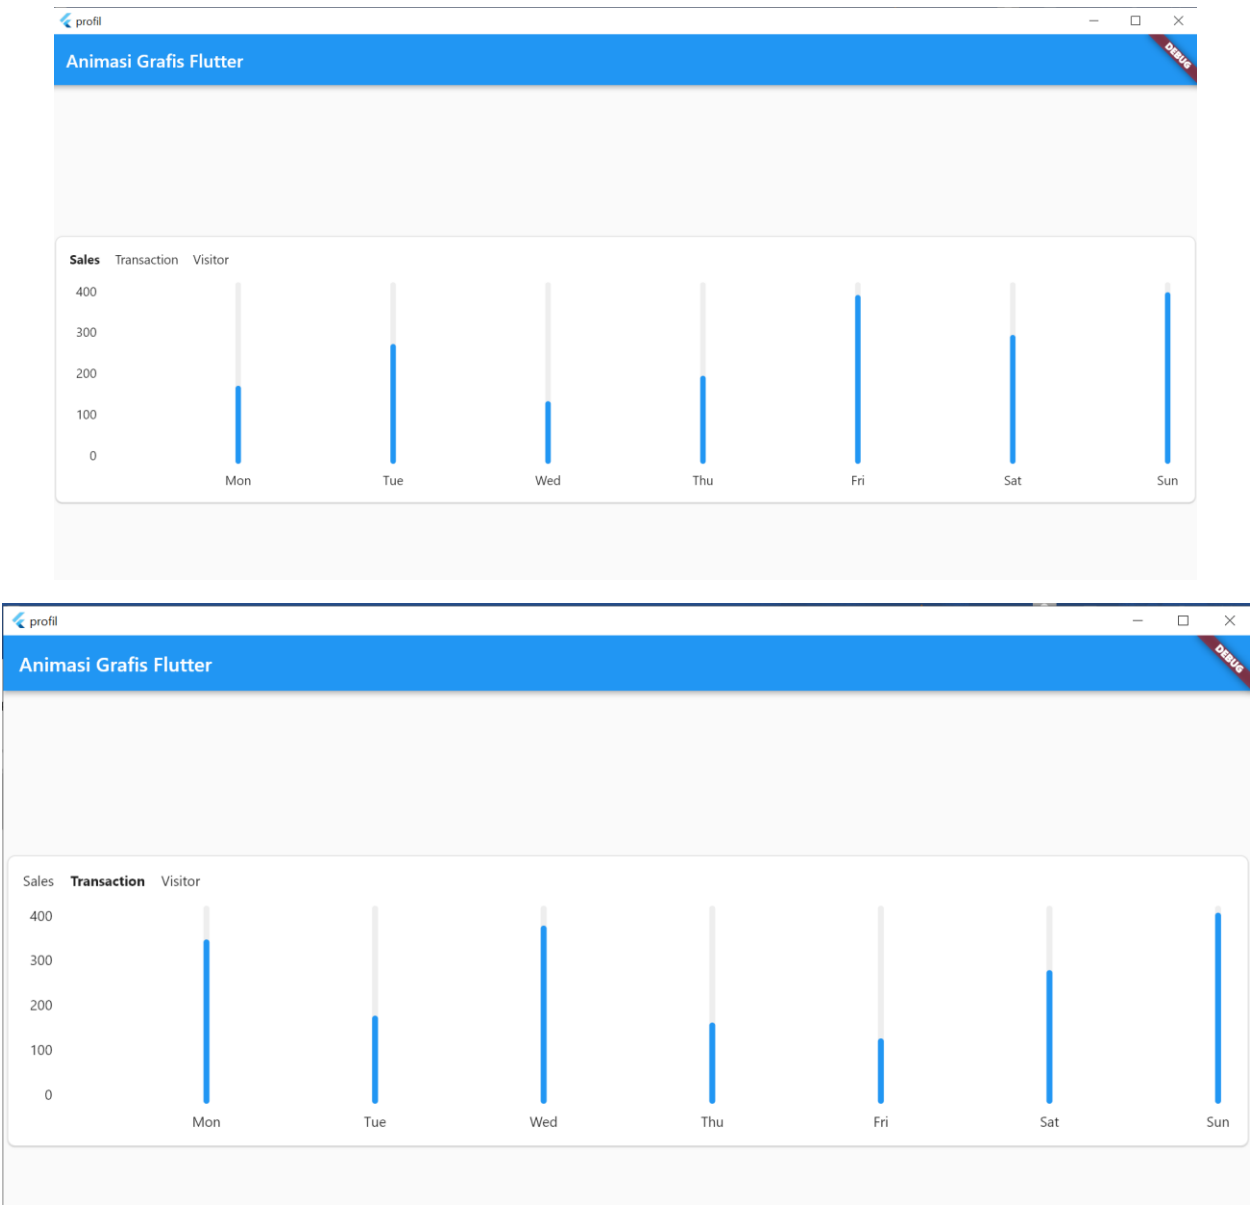 profil
Animasi Grafis Flutter
DEBUG
Sales Transaction Visitor
400
300
200
100
0
Mon Tue Wed Thu Fri Sat Sun
profil
Animasi Grafis Flutter
DEBUG
Sales Transaction Visitor
400
300
200
100
0
Mon Tue Wed Thu Fri Sat Sun